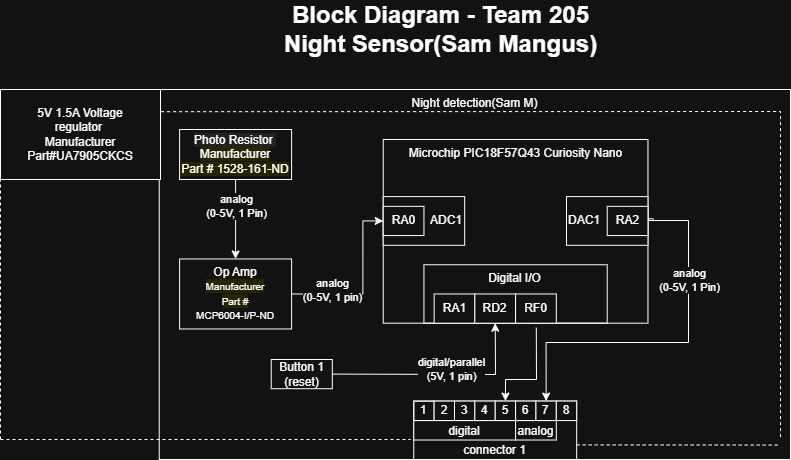 Block Diagram - Team 205
Night Sensor(Sam Mangus)
Night detection(Sam M)
5V 1.5A Voltage
regulator
Manufacturer
Part#UA7905CKCS
Photo Resistor
Manufacturer
Part # 1528-161-ND
analog
(0-5V, 1 Pin)
Op Amp
Manufacturer
Part #
MCP6004-I/P-ND
analog
(0-5V, 1 pin)
Microchip PIC18F57Q43 Curiosity Nano
RA0 ADC1
DAC1 RA2
Digital I/O
RA1 RD2 RF0
analog
(0-5V, 1 Pin)
Button 1
(reset)
digital/parallel
(5V, 1 pin)
1 2 3 4 5 6 7 8
digital analog
connector 1